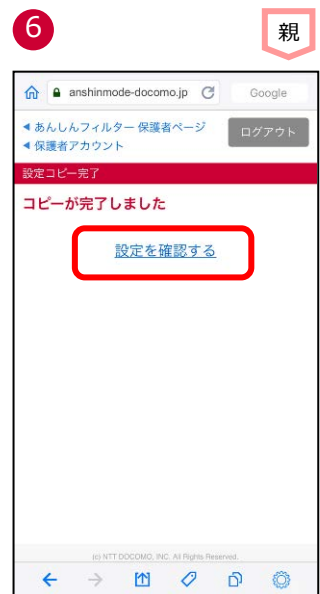 6
親
anshinmode-docomo.jp
Google
◀ あんしんフィルター 保護者ページ
ログアウト
◀ 保護者アカウント
設定コピー完了
コピーが完了しました
設定を確認する
(c) NTT DOCOMO, INC. All Rights Reserved.